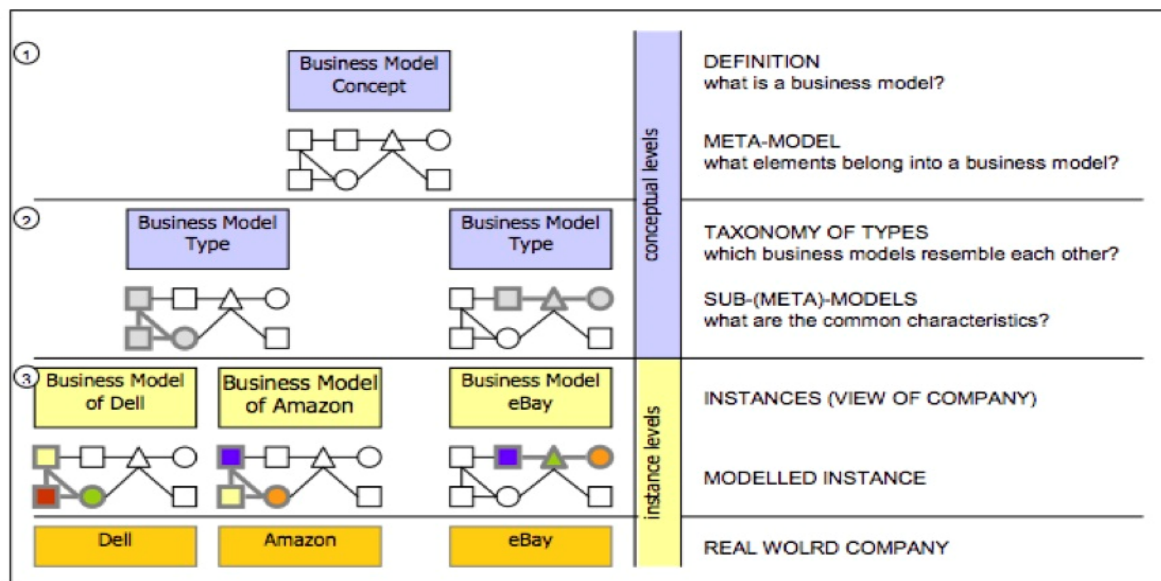 1
Business Model
Concept
DEFINITION
what is a business model?
META-MODEL
what elements belong into a business model?
conceptual levels
2
Business Model
Type
Business Model
Type
TAXONOMY OF TYPES
which business models resemble each other?
SUB-(META)-MODELS
what are the common characteristics?
3
Business Model
of Dell
Business Model
of Amazon
Business Model
eBay
instance levels
INSTANCES (VIEW OF COMPANY)
MODELLED INSTANCE
Dell
Amazon
eBay
REAL WOLRD COMPANY